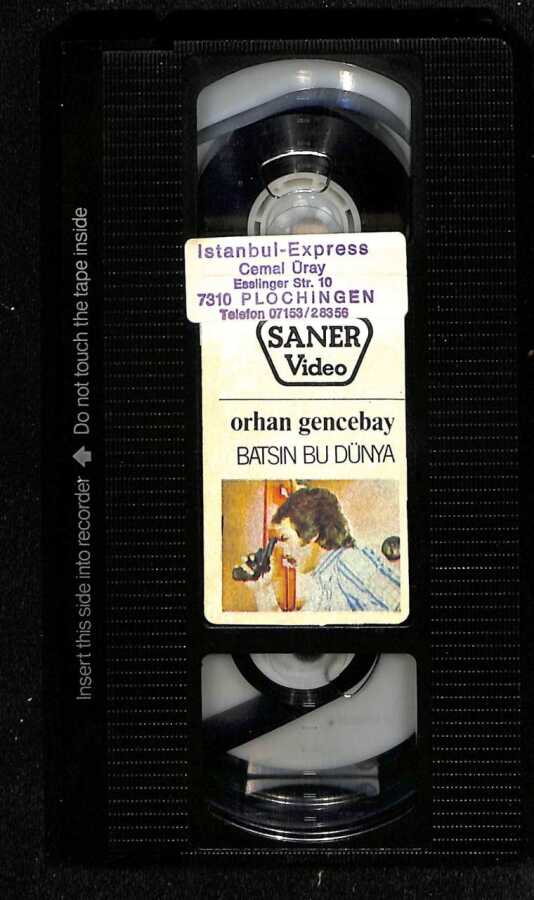 Istanbul-Express
Cemal Üray
Esslinger Str. 10
7310 PLOCHINGEN
Telefon 07153/28356
SANER
Video
orhan gencebay
BATSIN BU DÜNYA
Insert this side into recorder Do not touch the tape inside